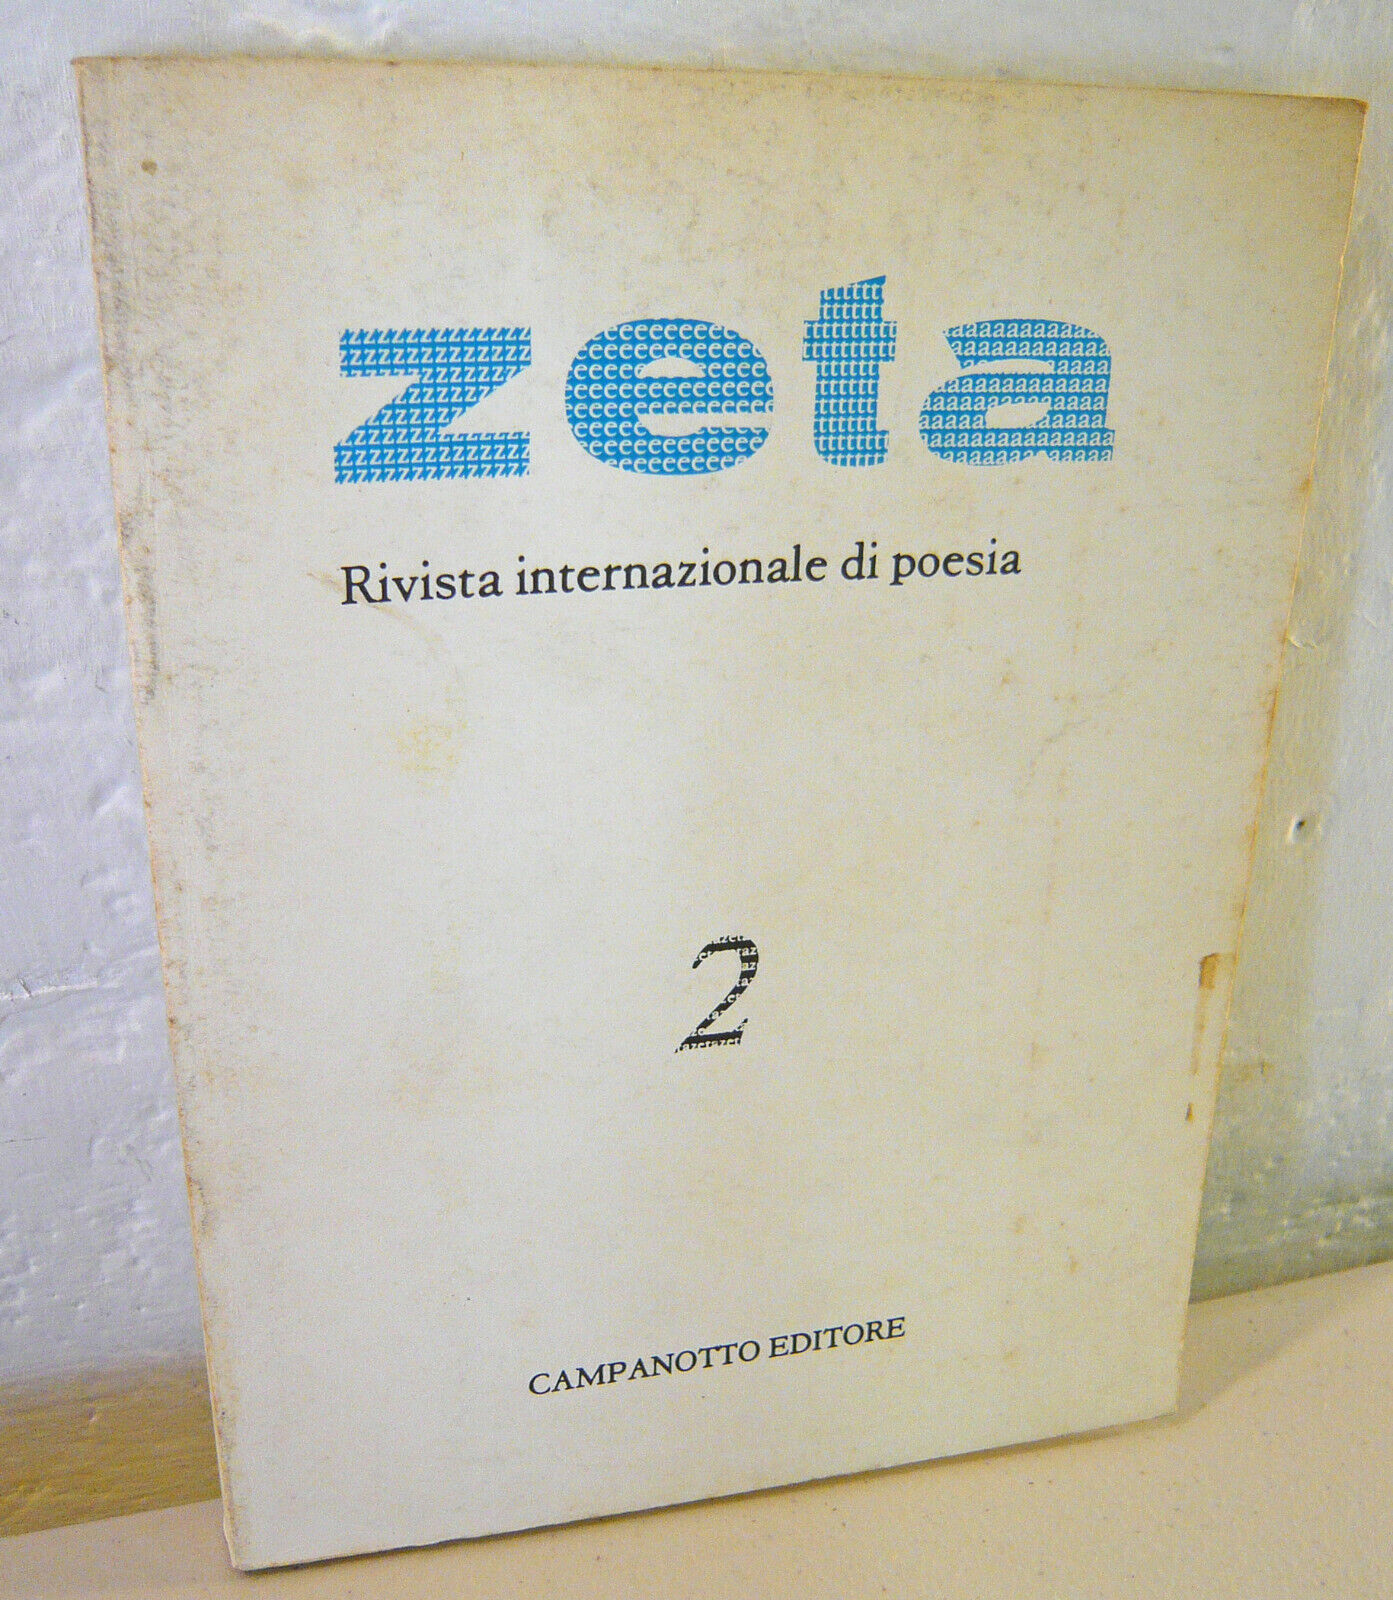 zeta
Rivista internazionale di poesia
2
CAMPANOTTO EDITORE